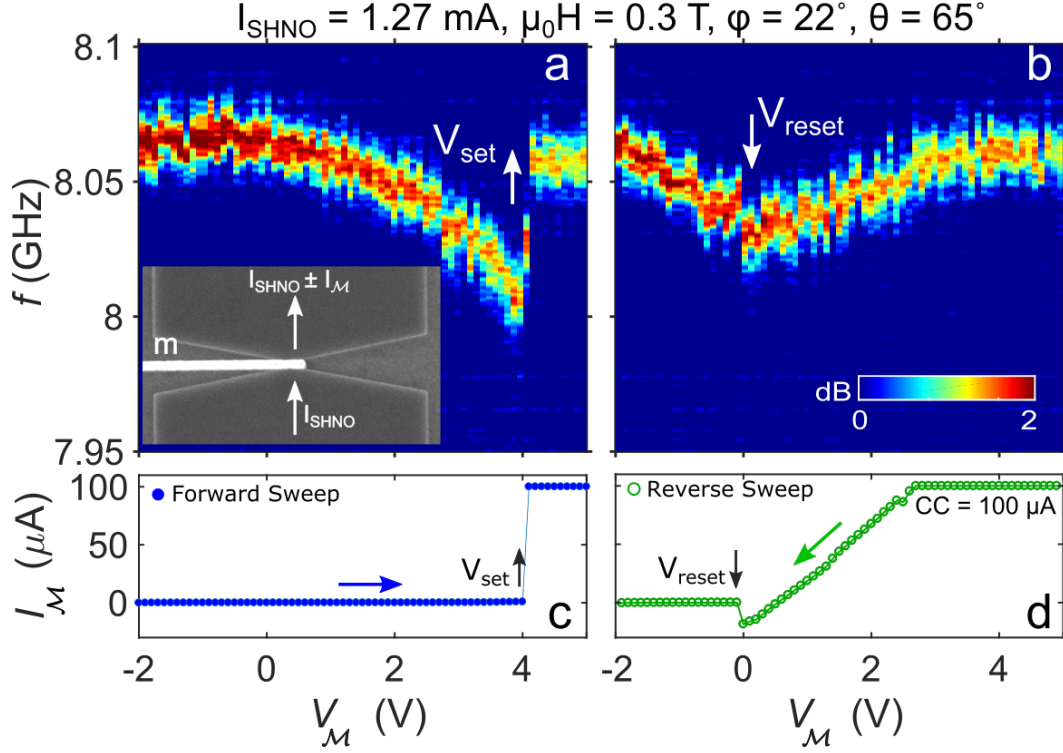 I_SHNO = 1.27 mA, μ₀H = 0.3 T, φ = 22°, θ = 65°
8.1
8.05
8
7.95
f (GHz)
a
V_set
I_SHNO ± I_ℳ
m
I_SHNO
b
V_reset
dB
0
2
100
50
0
I_ℳ (μA)
Forward Sweep
V_set
c
-2
0
2
4
V_ℳ (V)
Reverse Sweep
CC = 100 μA
V_reset
d
-2
0
2
4
V_ℳ (V)